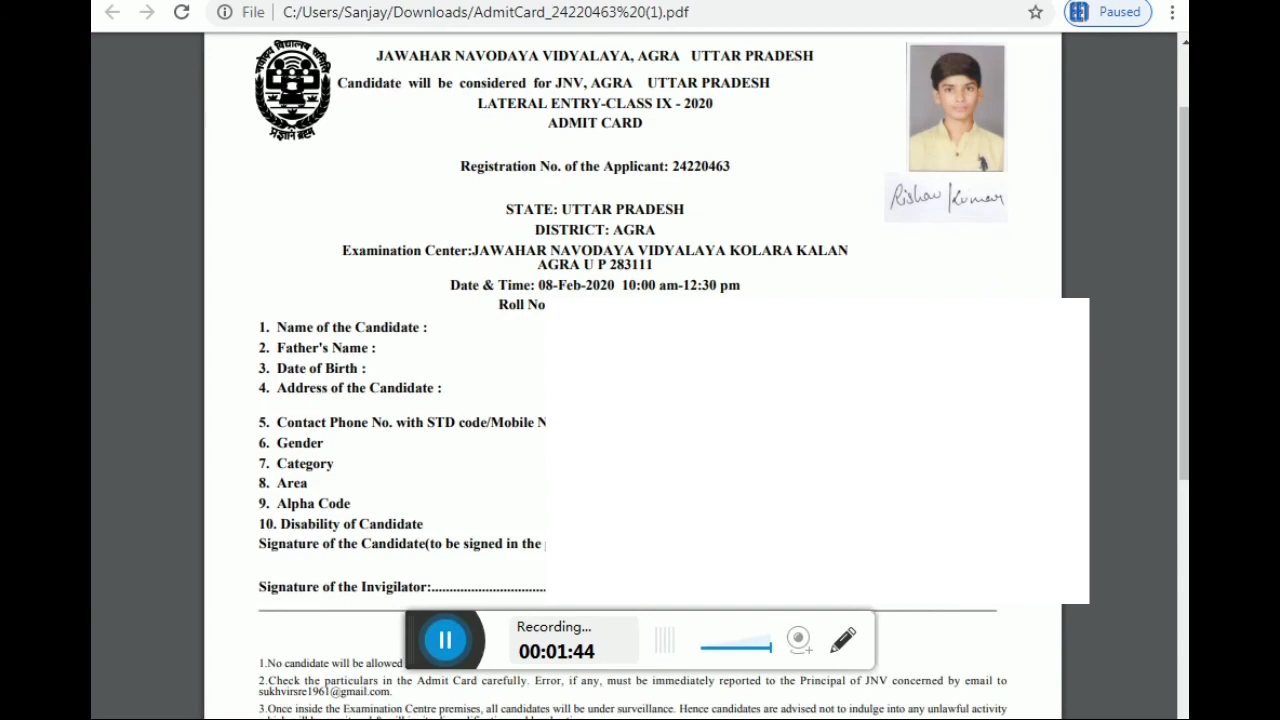 File | C:/Users/Sanjay/Downloads/AdmitCard_24220463%20(1).pdf
Paused
नवोदय विद्यालय समिति
प्रज्ञानं ब्रह्म
JAWAHAR NAVODAYA VIDYALAYA, AGRA UTTAR PRADESH
Candidate will be considered for JNV, AGRA UTTAR PRADESH
LATERAL ENTRY-CLASS IX - 2020
ADMIT CARD
Registration No. of the Applicant: 24220463
Rishav Kumar
STATE: UTTAR PRADESH
DISTRICT: AGRA
Examination Center:JAWAHAR NAVODAYA VIDYALAYA KOLARA KALAN
AGRA U P 283111
Date & Time: 08-Feb-2020 10:00 am-12:30 pm
Roll No
1. Name of the Candidate :
2. Father's Name :
3. Date of Birth :
4. Address of the Candidate :
5. Contact Phone No. with STD code/Mobile N
6. Gender
7. Category
8. Area
9. Alpha Code
10. Disability of Candidate
Signature of the Candidate(to be signed in the
Signature of the Invigilator:..............................
Recording...
00:01:44
1.No candidate will be allowed
2.Check the particulars in the Admit Card carefully. Error, if any, must be immediately reported to the Principal of JNV concerned by email to
sukhvirsre1961@gmail.com.
3.Once inside the Examination Centre premises, all candidates will be under surveillance. Hence candidates are advised not to indulge into any unlawful activity